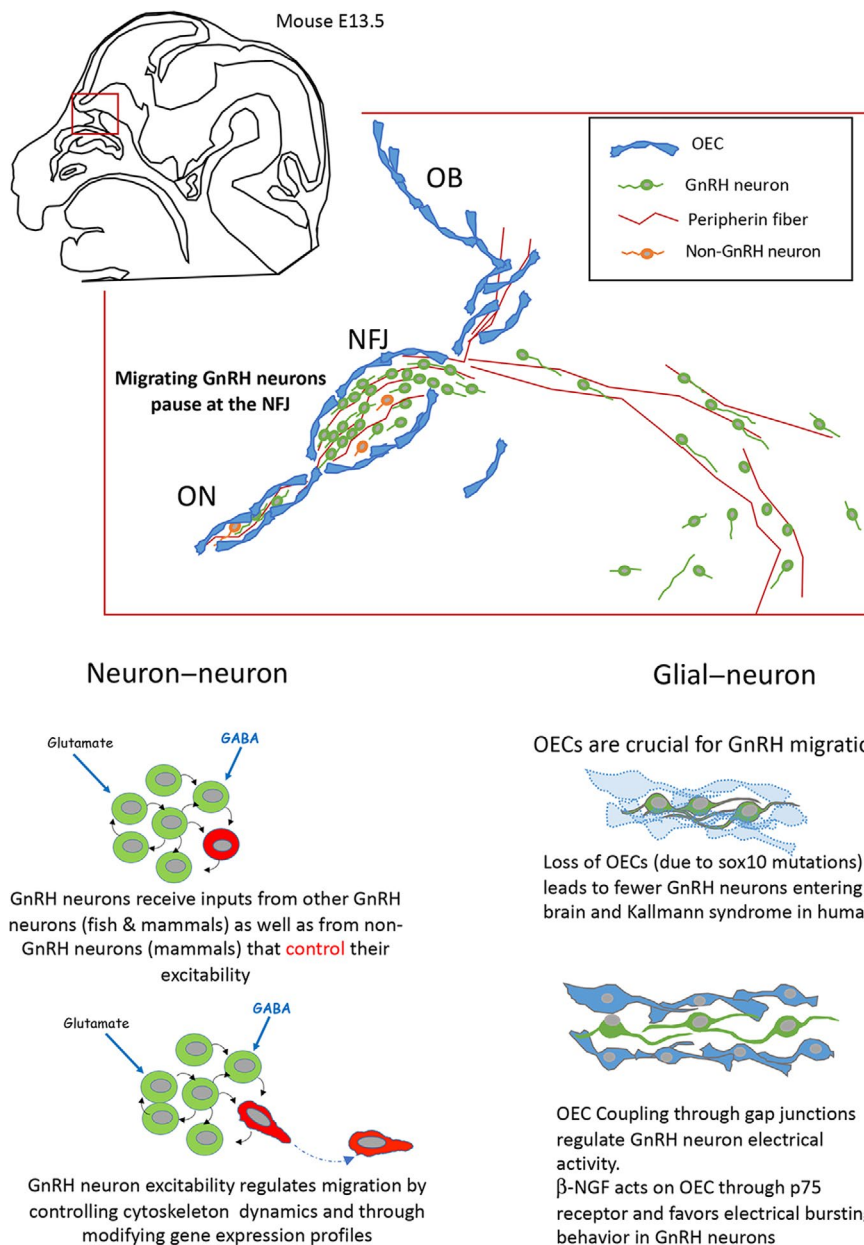 Mouse E13.5
OEC
GnRH neuron
Peripherin fiber
Non-GnRH neuron
OB
NFJ
Migrating GnRH neurons
pause at the NFJ
ON
Neuron–neuron
Glutamate
GABA
GnRH neurons receive inputs from other GnRH
neurons (fish & mammals) as well as from non-
GnRH neurons (mammals) that control their
excitability
Glutamate
GABA
GnRH neuron excitability regulates migration by
controlling cytoskeleton dynamics and through
modifying gene expression profiles
Glial–neuron
OECs are crucial for GnRH migratio
Loss of OECs (due to sox10 mutations)
leads to fewer GnRH neurons entering
brain and Kallmann syndrome in huma
OEC Coupling through gap junctions
regulate GnRH neuron electrical
activity.
β-NGF acts on OEC through p75
receptor and favors electrical bursting
behavior in GnRH neurons